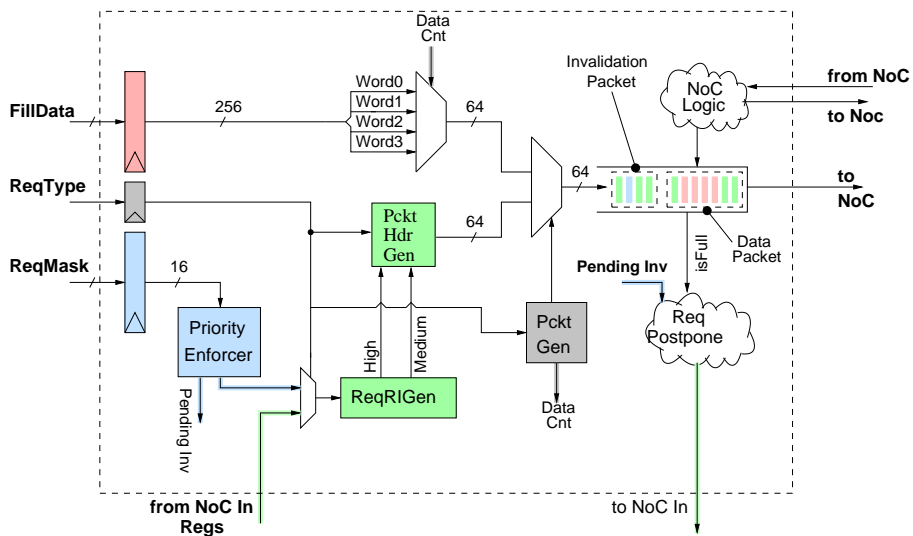 Data
Cnt
Invalidation
Packet
NoC
Logic
from NoC
to Noc
FillData
256
Word0
Word1
Word2
Word3
64
64
to
NoC
ReqType
Pckt
Hdr
Gen
64
isFull
Data
Packet
ReqMask
16
Pending Inv
Priority
Enforcer
High
Medium
Pckt
Gen
Req
Postpone
Pending Inv
ReqRIGen
Data
Cnt
from NoC In
Regs
to NoC In